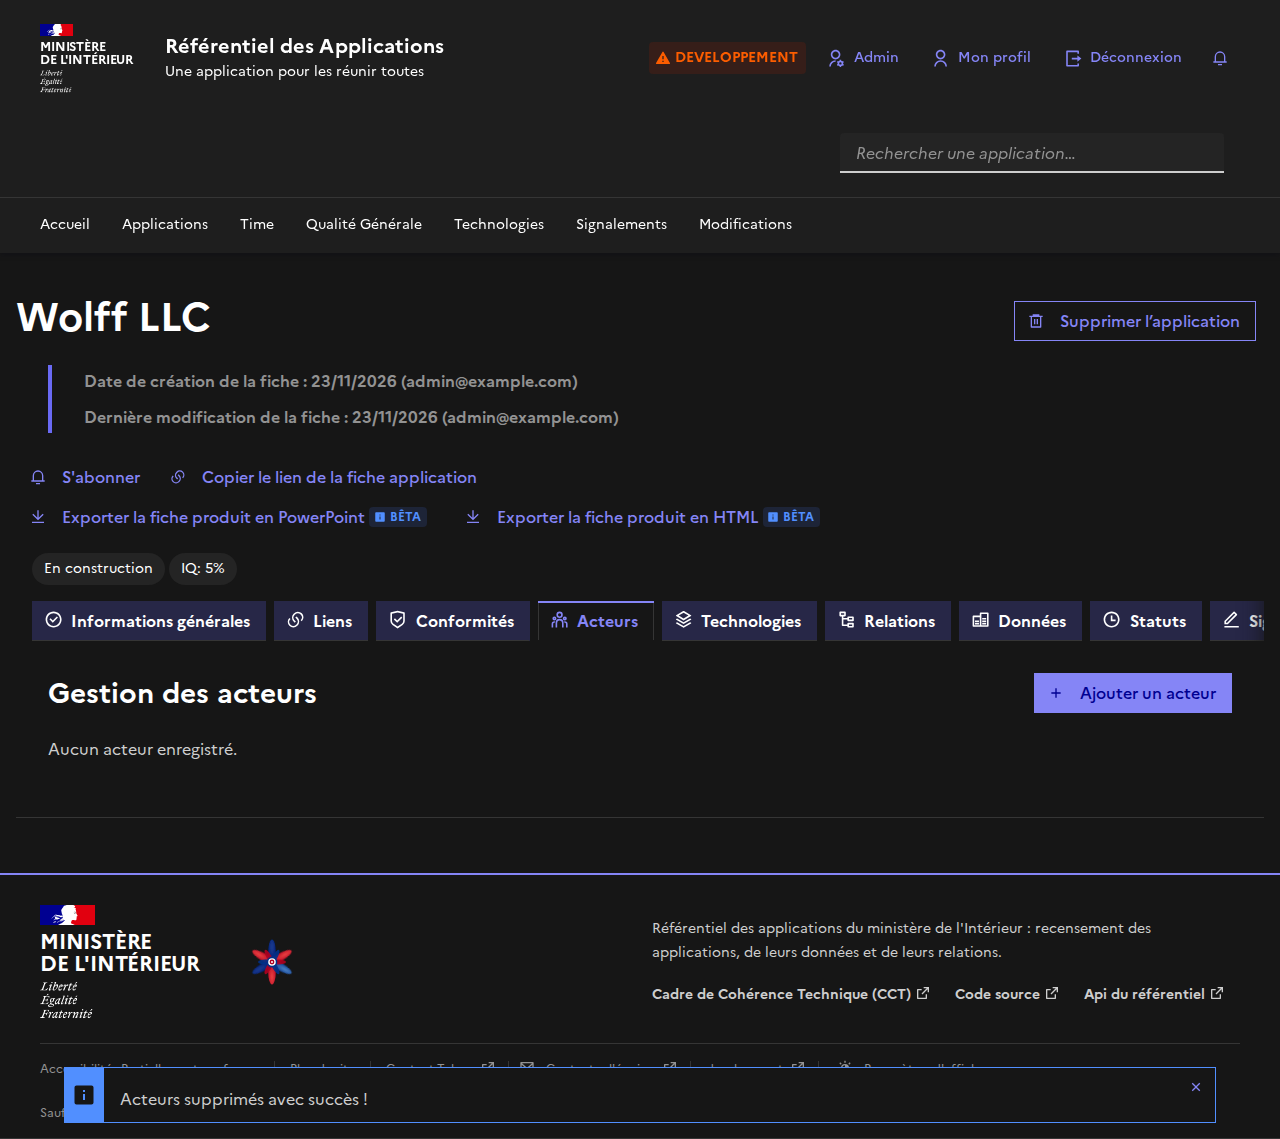 MINISTÈRE
DE L'INTÉRIEUR
Liberté
Égalité
Fraternité
Référentiel des Applications
Une application pour les réunir toutes
DEVELOPPEMENT
Admin
Mon profil
Déconnexion
Rechercher une application…
Accueil Applications Time Qualité Générale Technologies Signalements Modifications
Wolff LLC
Supprimer l’application
Date de création de la fiche : 23/11/2026 (admin@example.com)
Dernière modification de la fiche : 23/11/2026 (admin@example.com)
S'abonner Copier le lien de la fiche application
Exporter la fiche produit en PowerPoint BÊTA Exporter la fiche produit en HTML BÊTA
En construction IQ: 5%
Informations générales Liens Conformités Acteurs Technologies Relations Données Statuts
Gestion des acteurs
Ajouter un acteur
Aucun acteur enregistré.
MINISTÈRE
DE L'INTÉRIEUR
Liberté
Égalité
Fraternité
Référentiel des applications du ministère de l'Intérieur : recensement des
applications, de leurs données et de leurs relations.
Cadre de Cohérence Technique (CCT) Code source Api du référentiel
Acteurs supprimés avec succès !